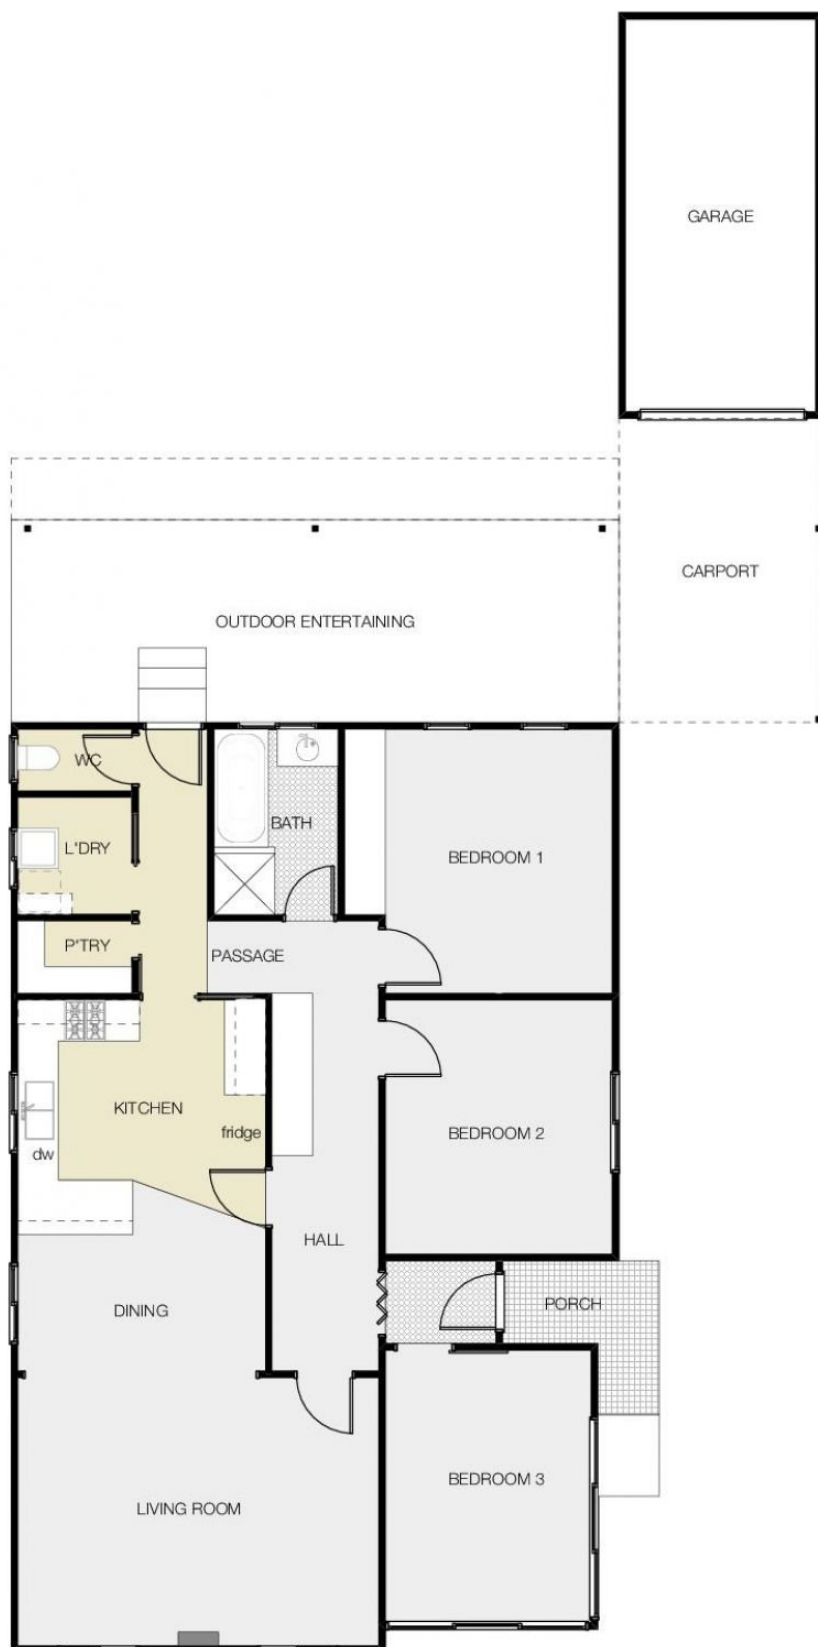 GARAGE
CARPORT
OUTDOOR ENTERTAINING
WC
BATH
L'DRY
BEDROOM 1
P'TRY
PASSAGE
KITCHEN
fridge
BEDROOM 2
dw
HALL
DINING
PORCH
BEDROOM 3
LIVING ROOM